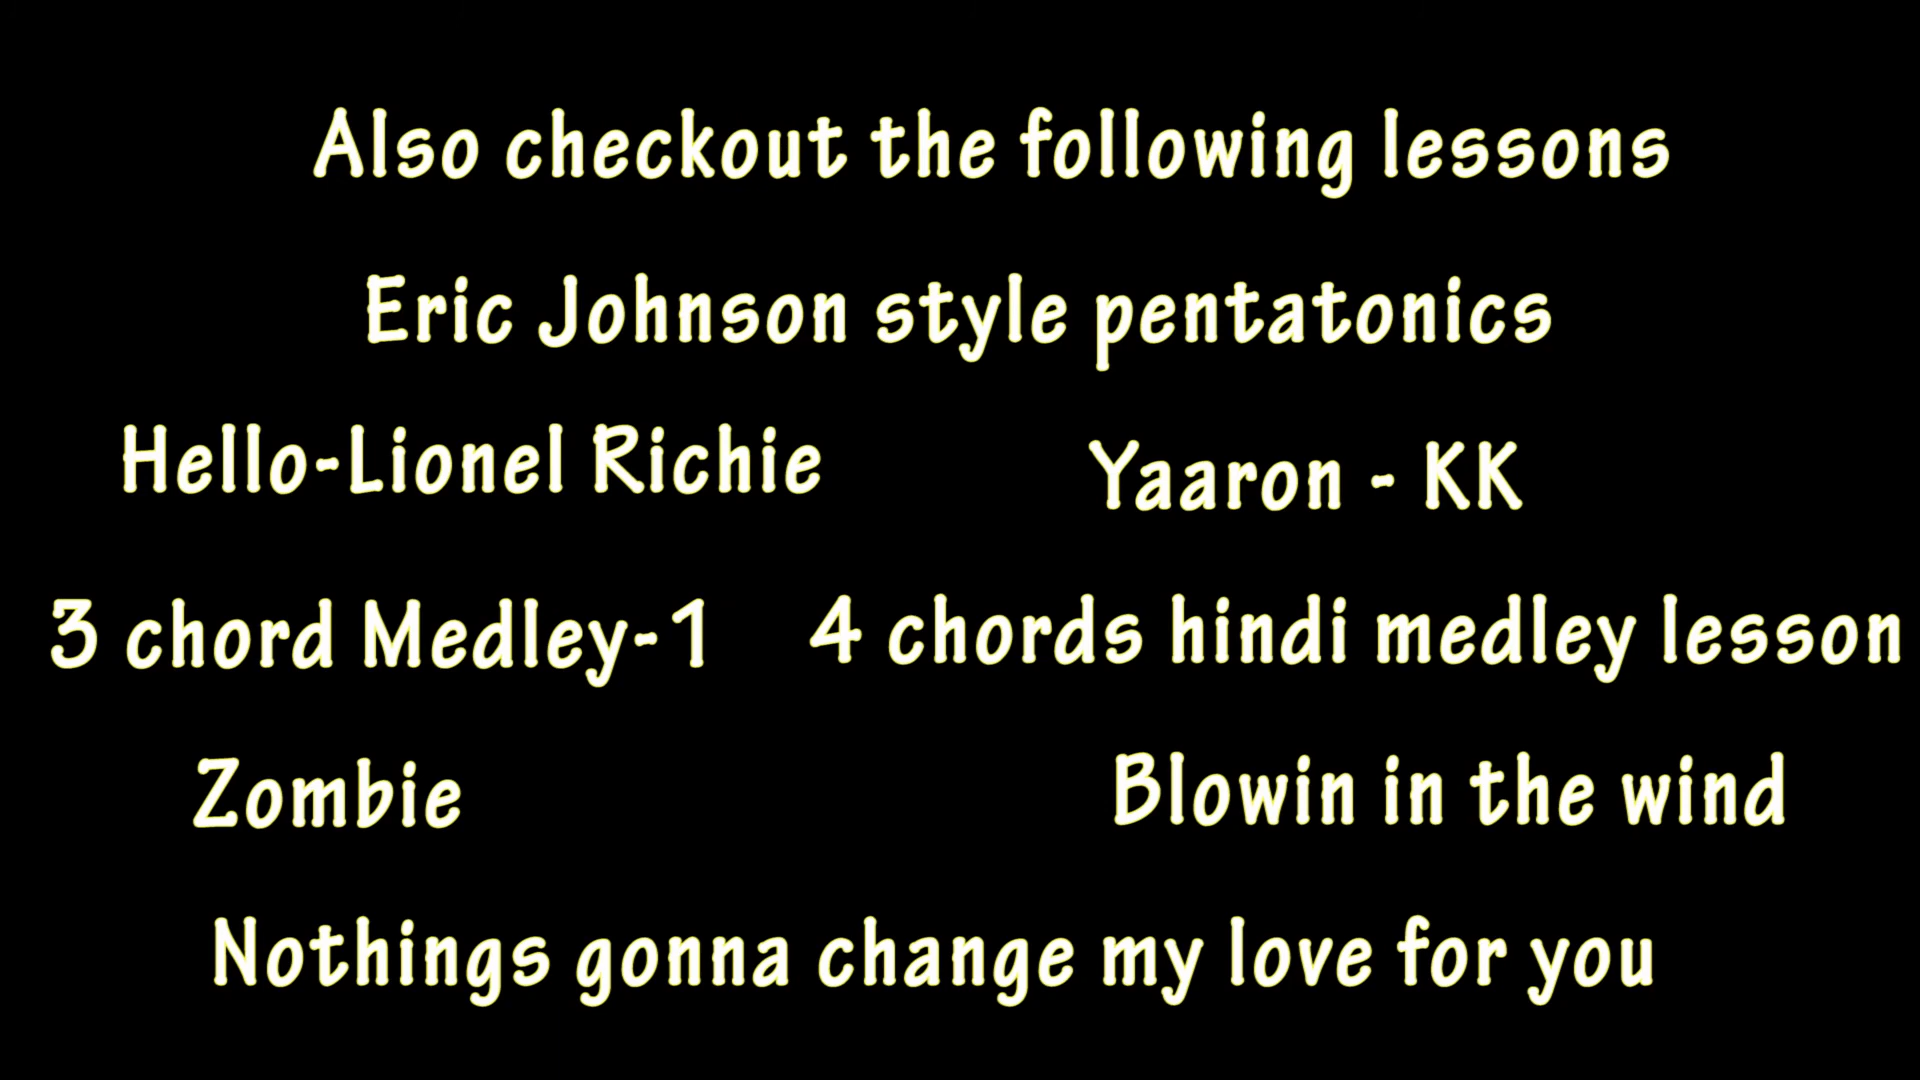 Also checkout the following lessons
Eric Johnson style pentatonics
Hello-Lionel Richie
Yaaron - KK
3 chord Medley-1
4 chords hindi medley lesson
Zombie
Blowin in the wind
Nothings gonna change my love for you